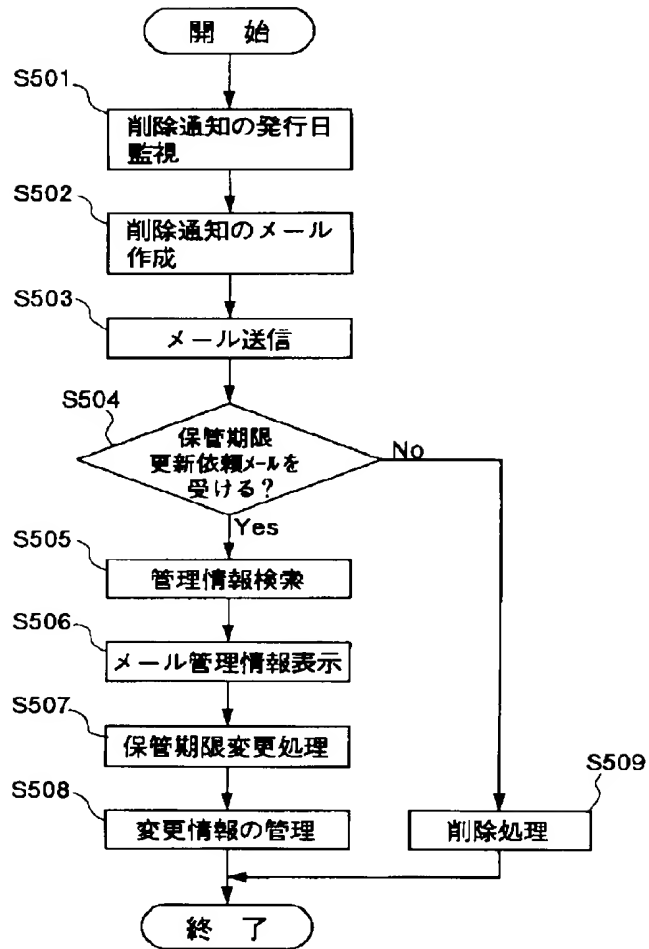 開 始
S501
削除通知の発行日
監視
S502
削除通知のメール
作成
S503
メール送信
S504
保管期限
更新依頼メールを
受ける?
No
Yes
S505
管理情報検索
S506
メール管理情報表示
S507
保管期限変更処理
S508
変更情報の管理
S509
削除処理
終 了